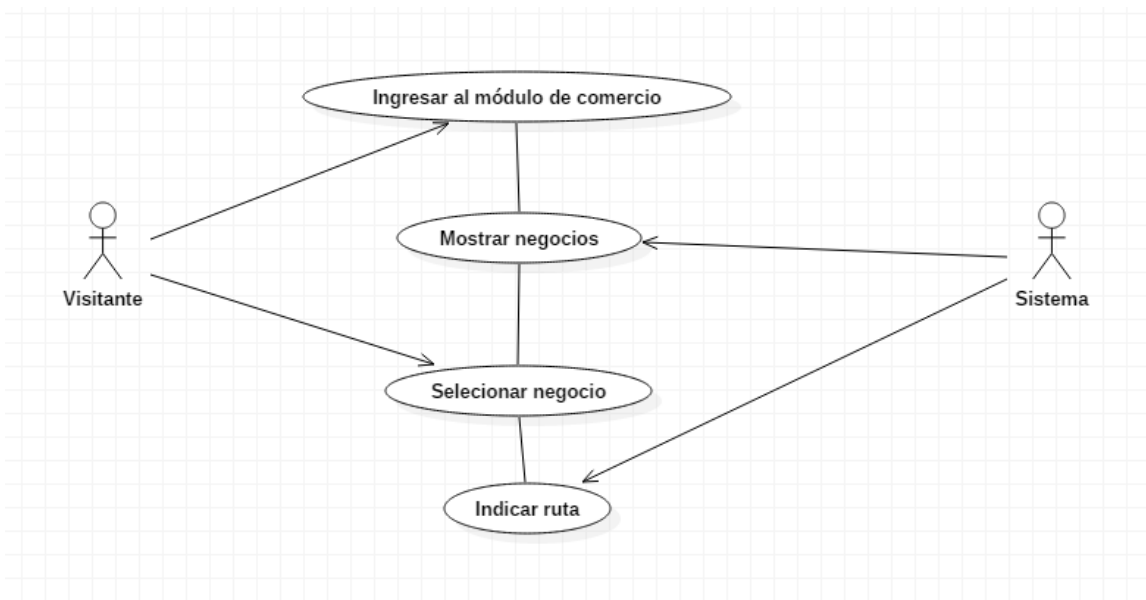 Ingresar al módulo de comercio
Mostrar negocios
Visitante
Sistema
Selecionar negocio
Indicar ruta